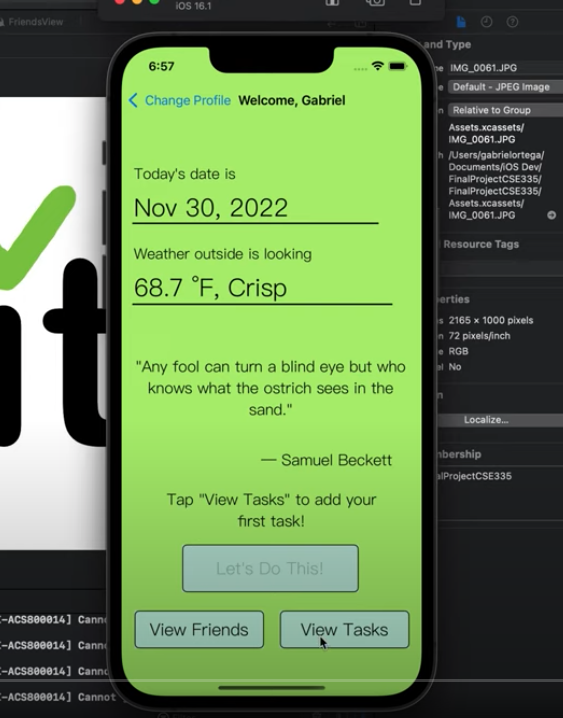 iOS 16.1
FriendsView
6:57
Change Profile Welcome, Gabriel
Today's date is
Nov 30, 2022
Weather outside is looking
68.7 °F, Crisp
"Any fool can turn a blind eye but who
knows what the ostrich sees in the
sand."
— Samuel Beckett
Tap "View Tasks" to add your
first task!
Let's Do This!
View Friends
View Tasks
and Type
IMG_0061.JPG
Default - JPEG Image
Relative to Group
Assets.xcassets/
IMG_0061.JPG
/Users/gabrielortega/
Documents/iOS Dev/
FinalProjectCSE335/
FinalProjectCSE335/
Assets.xcassets/
IMG_0061.JPG
Resource Tags
erties
2165 × 1000 pixels
72 pixels/inch
RGB
No
Localize...
mbership
alProjectCSE335
it
-ACS800014] Canno
-ACS800014] Cann
-ACS800014] Cann
-ACS800014] Cannot